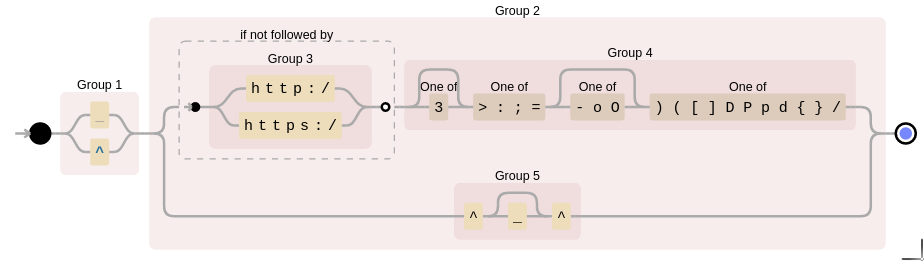 Group 2
if not followed by
Group 4
Group 3
Group 1
One of
One of
One of
One of
http:/
3
> : ; =
- o O
) ( [ ] D P p d { } /
_
https:/
^
Group 5
^
_
^